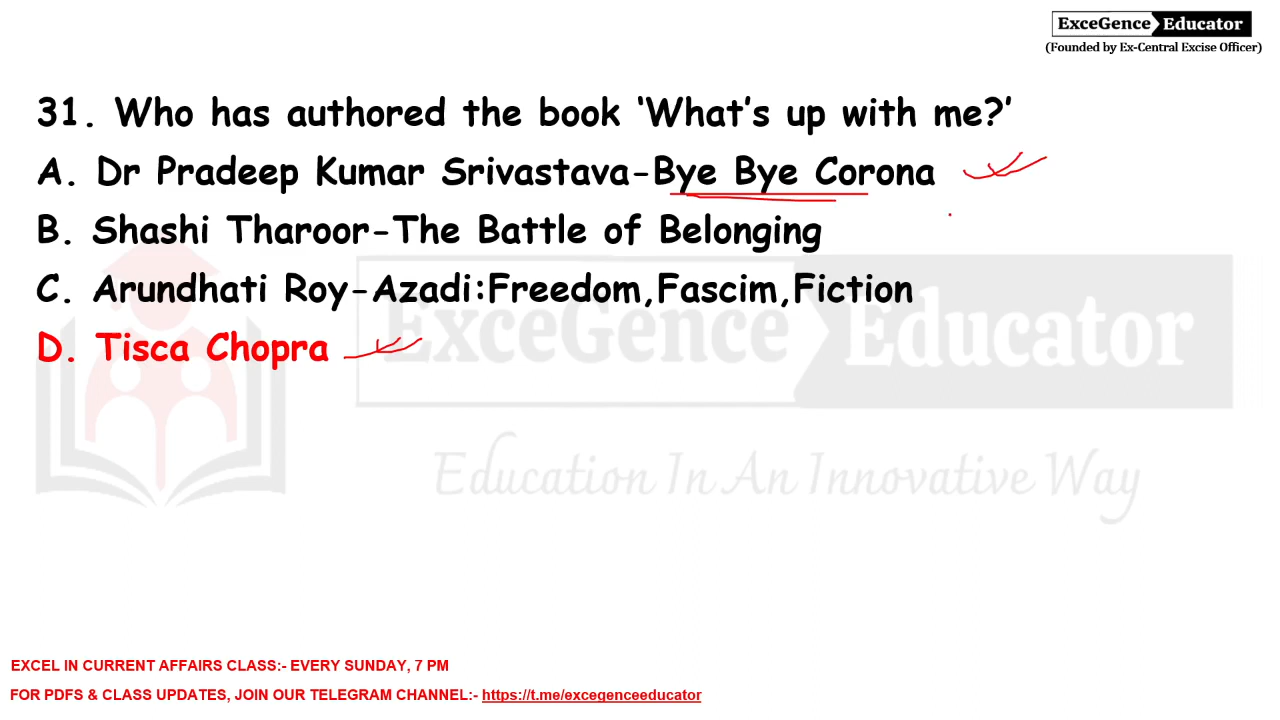 ExceGence Educator
(Founded by Ex-Central Excise Officer)
31. Who has authored the book ‘What’s up with me?’
A. Dr Pradeep Kumar Srivastava-Bye Bye Corona
B. Shashi Tharoor-The Battle of Belonging
C. Arundhati Roy-Azadi:Freedom,Fascim,Fiction
D. Tisca Chopra
ExceGence Educator
Education In An Innovative Way
EXCEL IN CURRENT AFFAIRS CLASS:- EVERY SUNDAY, 7 PM
FOR PDFS & CLASS UPDATES, JOIN OUR TELEGRAM CHANNEL:- https://t.me/excegenceeducator